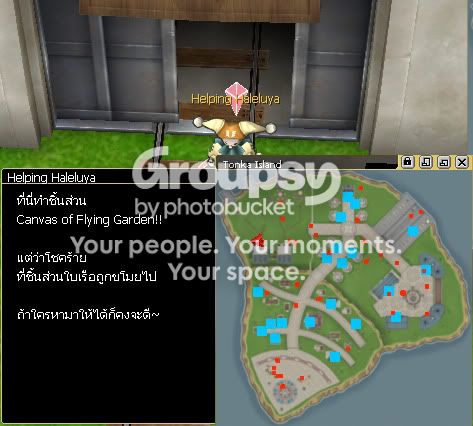 Helping Haleluya
Tonka Island
Helping Haleluya
ที่นี่ทำชิ้นส่วน
Canvas of Flying Garden!!
แต่ว่าโชคร้าย
ที่ชิ้นส่วนใบเรือถูกขโมยไป
ถ้าใครหามาให้ได้ก็คงจะดี~
Groupsy
by photobucket
Your people. Your moments.
Your space.